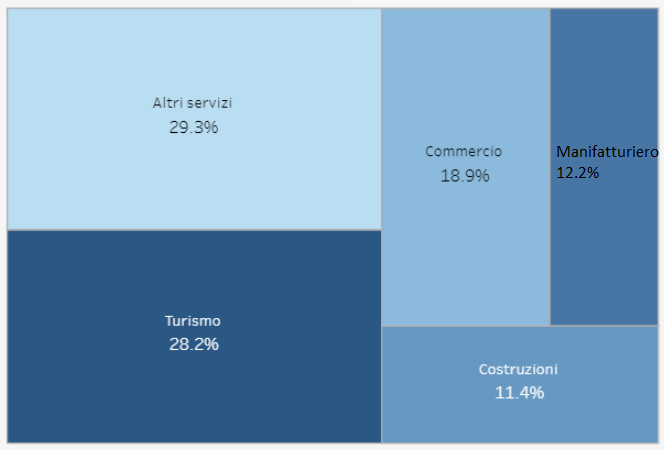 Altri servizi
29.3%
Turismo
28.2%
Commercio
18.9%
Manifatturiero
12.2%
Costruzioni
11.4%